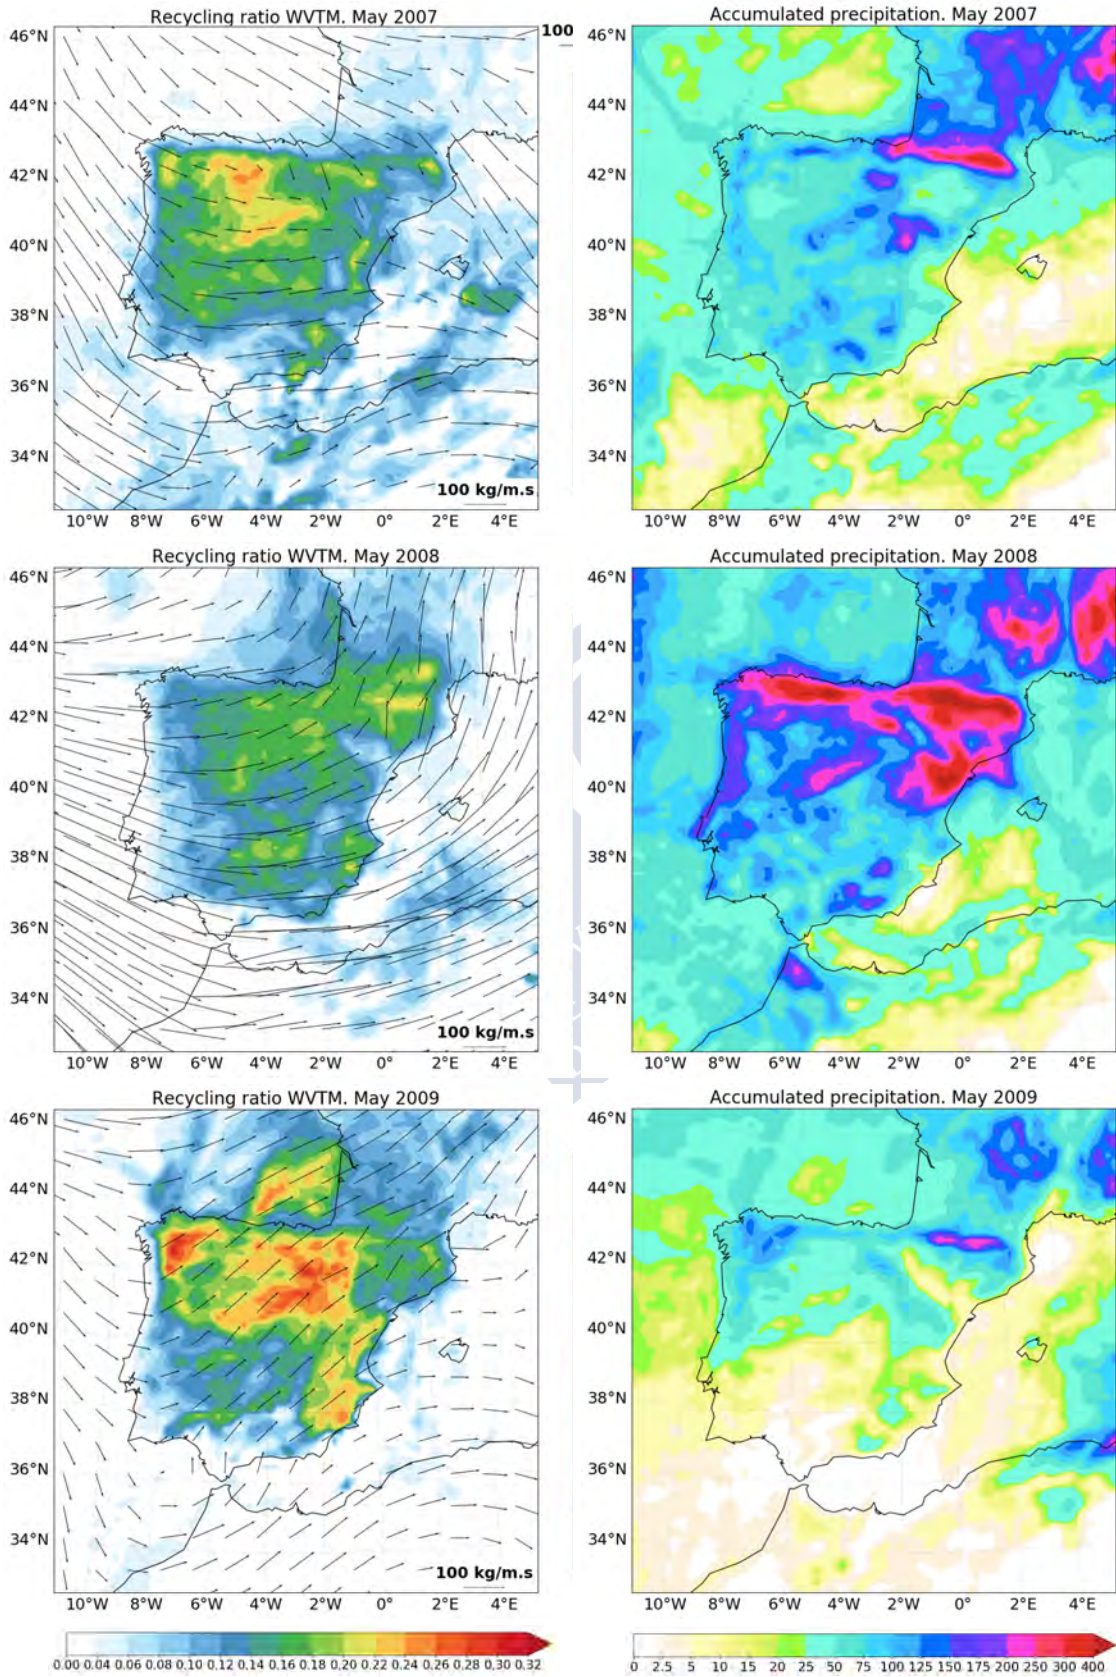 Recycling ratio WVTM. May 2007
Accumulated precipitation. May 2007
100
46°N
44°N
42°N
40°N
38°N
36°N
34°N
100 kg/m.s
10°W 8°W 6°W 4°W 2°W 0° 2°E 4°E
46°N
44°N
42°N
40°N
38°N
36°N
34°N
10°W 8°W 6°W 4°W 2°W 0° 2°E 4°E
Recycling ratio WVTM. May 2008
Accumulated precipitation. May 2008
46°N
44°N
42°N
40°N
38°N
36°N
34°N
100 kg/m.s
10°W 8°W 6°W 4°W 2°W 0° 2°E 4°E
46°N
44°N
42°N
40°N
38°N
36°N
34°N
10°W 8°W 6°W 4°W 2°W 0° 2°E 4°E
Recycling ratio WVTM. May 2009
Accumulated precipitation. May 2009
46°N
44°N
42°N
40°N
38°N
36°N
34°N
100 kg/m.s
10°W 8°W 6°W 4°W 2°W 0° 2°E 4°E
46°N
44°N
42°N
40°N
38°N
36°N
34°N
10°W 8°W 6°W 4°W 2°W 0° 2°E 4°E
0.00 0.04 0.06 0.08 0.10 0.12 0.14 0.16 0.18 0.20 0.24 0.26 0.28 0.30 0.32
0 2.5 5 10 15 20 25 50 75 100 125 150 175 200 250 300 400